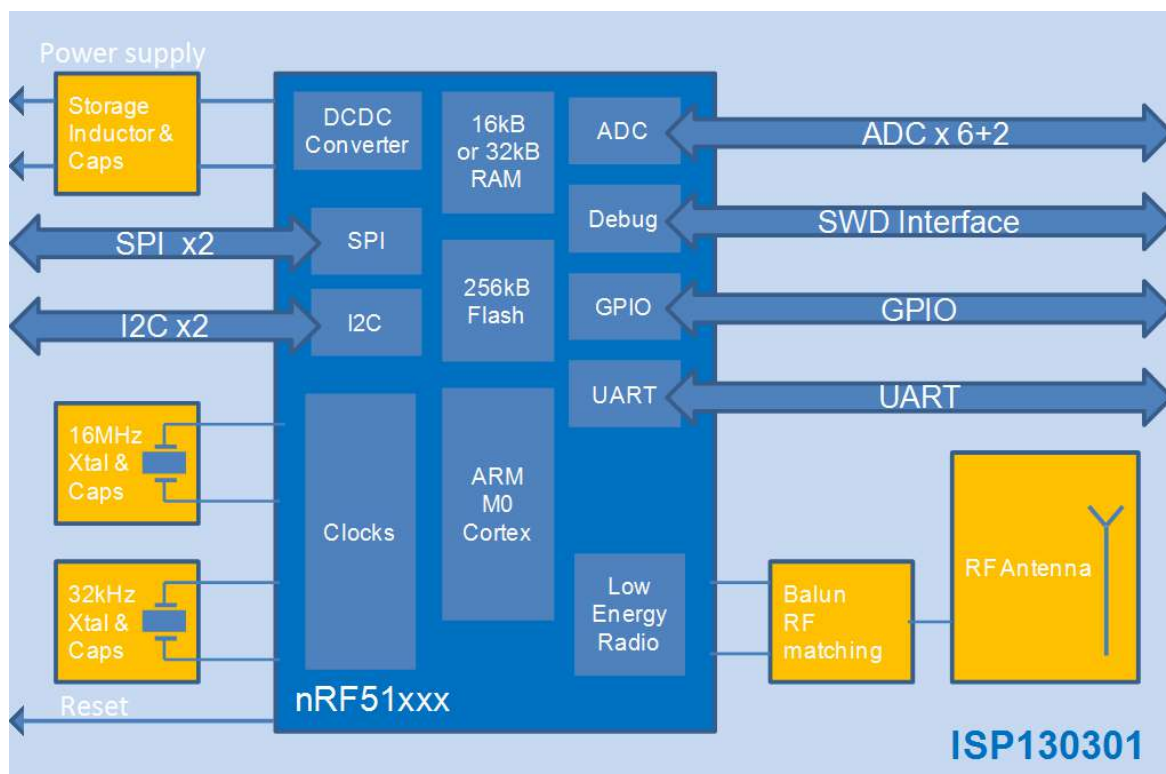 Power supply
Storage
Inductor &
Caps
DCDC
Converter
16kB
or 32kB
RAM
ADC
ADC x 6+2
Debug
SWD Interface
SPI x2
SPI
256kB
Flash
GPIO
GPIO
I2C x2
I2C
UART
UART
16MHz
Xtal &
Caps
Clocks
ARM
M0
Cortex
32kHz
Xtal &
Caps
Low
Energy
Radio
Balun
RF
matching
RF Antenna
Reset
nRF51xxx
ISP130301